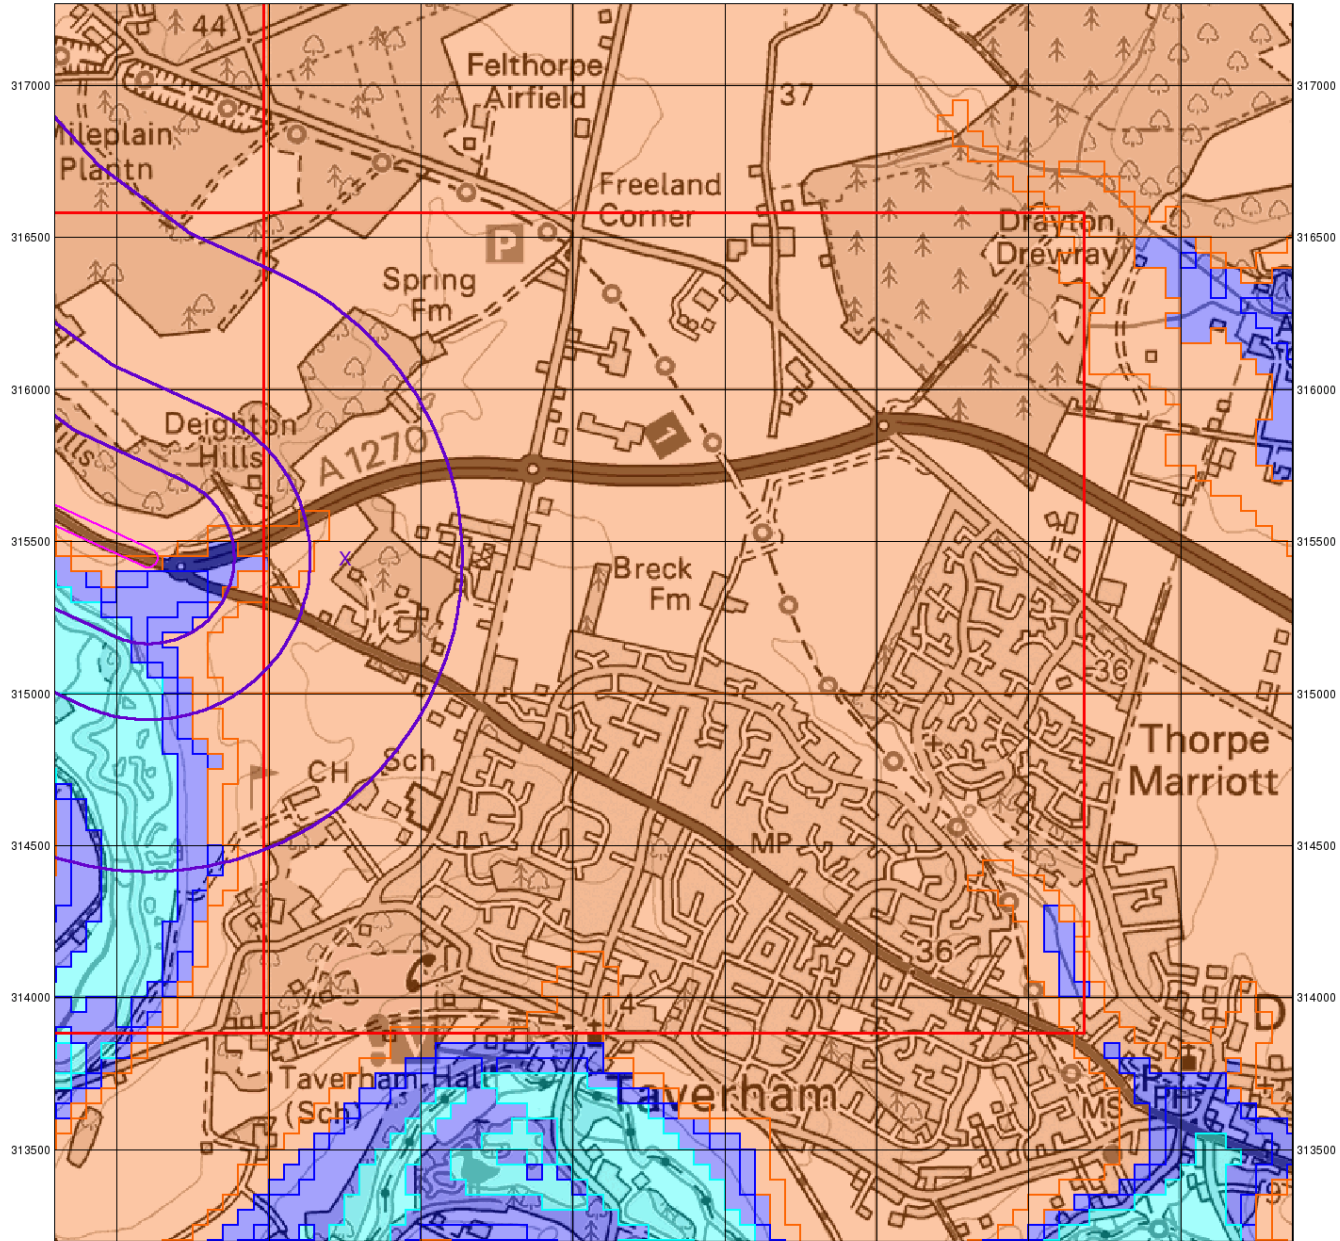 44
317000
317000
Felthorpe
Airfield
37
Mileplain
Plantn
Freeland
Corner
Drayton
Drewray
316500
316500
P
Spring
Fm
316000
316000
Deighton
Hills
A 1270
1
315500
315500
X
Breck
Fm
36
315000
315000
Thorpe
Marriott
Sch
CH
MP
314500
314500
36
314000
314000
D
Taverham Hall
(Sch)
Taverham
MS
PH
313500
313500